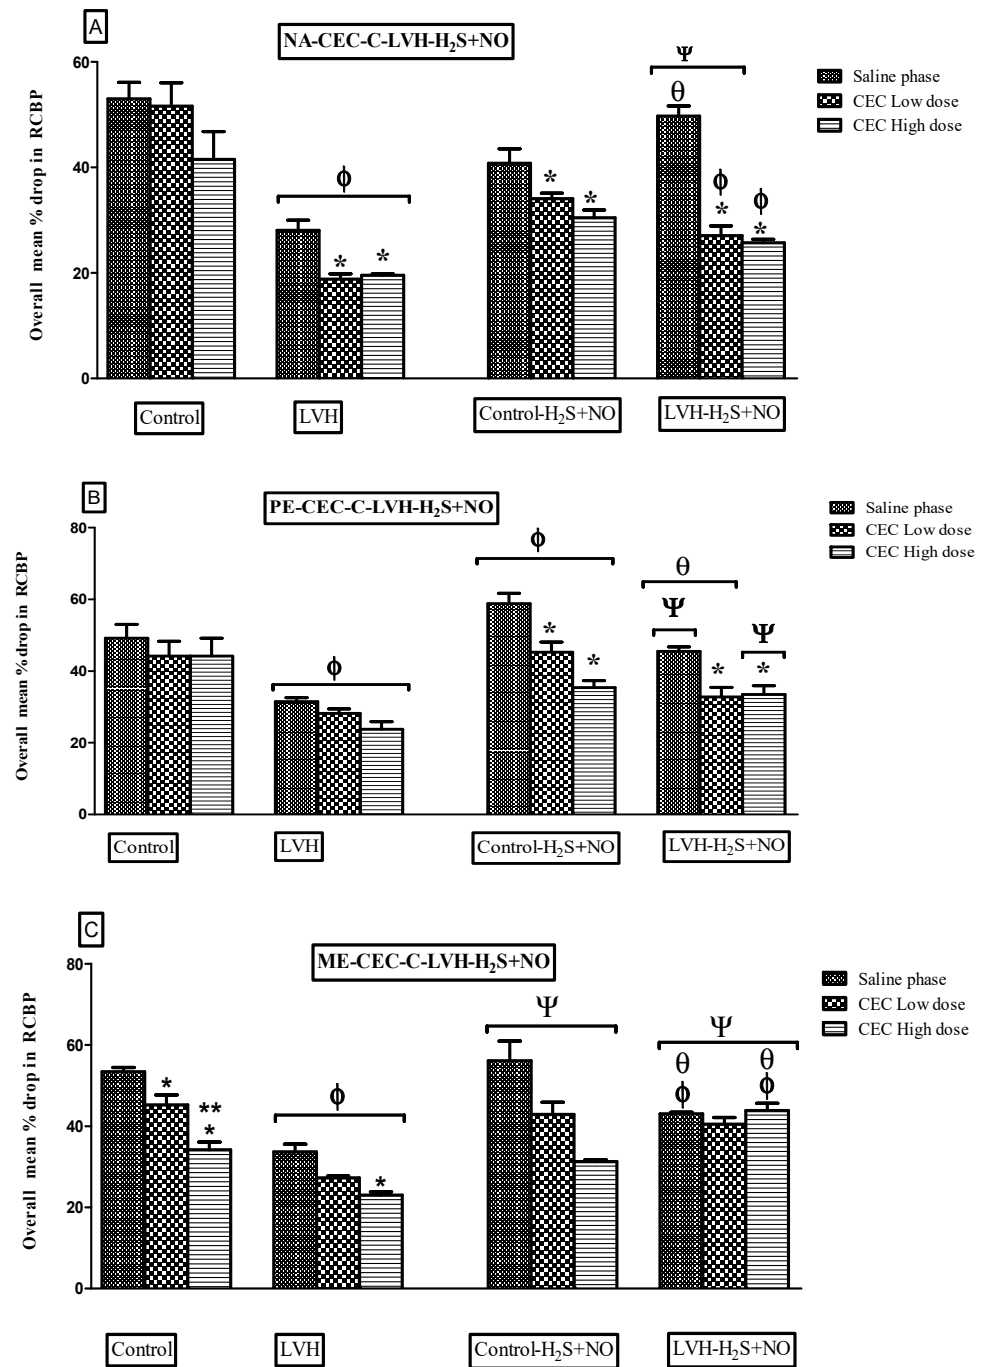 A
NA-CEC-C-LVH-H₂S+NO
Overall mean % drop in RCBP
60
40
20
0
Saline phase
CEC Low dose
CEC High dose
ϕ
* *
* *
Ψ
θ
ϕ ϕ
* *
Control LVH Control-H₂S+NO LVH-H₂S+NO
B
PE-CEC-C-LVH-H₂S+NO
Overall mean % drop in RCBP
80
60
40
20
0
Saline phase
CEC Low dose
CEC High dose
ϕ
ϕ
* *
θ
Ψ Ψ
* *
Control LVH Control-H₂S+NO LVH-H₂S+NO
C
ME-CEC-C-LVH-H₂S+NO
Overall mean % drop in RCBP
80
60
40
20
0
Saline phase
CEC Low dose
CEC High dose
* **
*
ϕ
*
Ψ
Ψ
θ θ
ϕ ϕ
Control LVH Control-H₂S+NO LVH-H₂S+NO